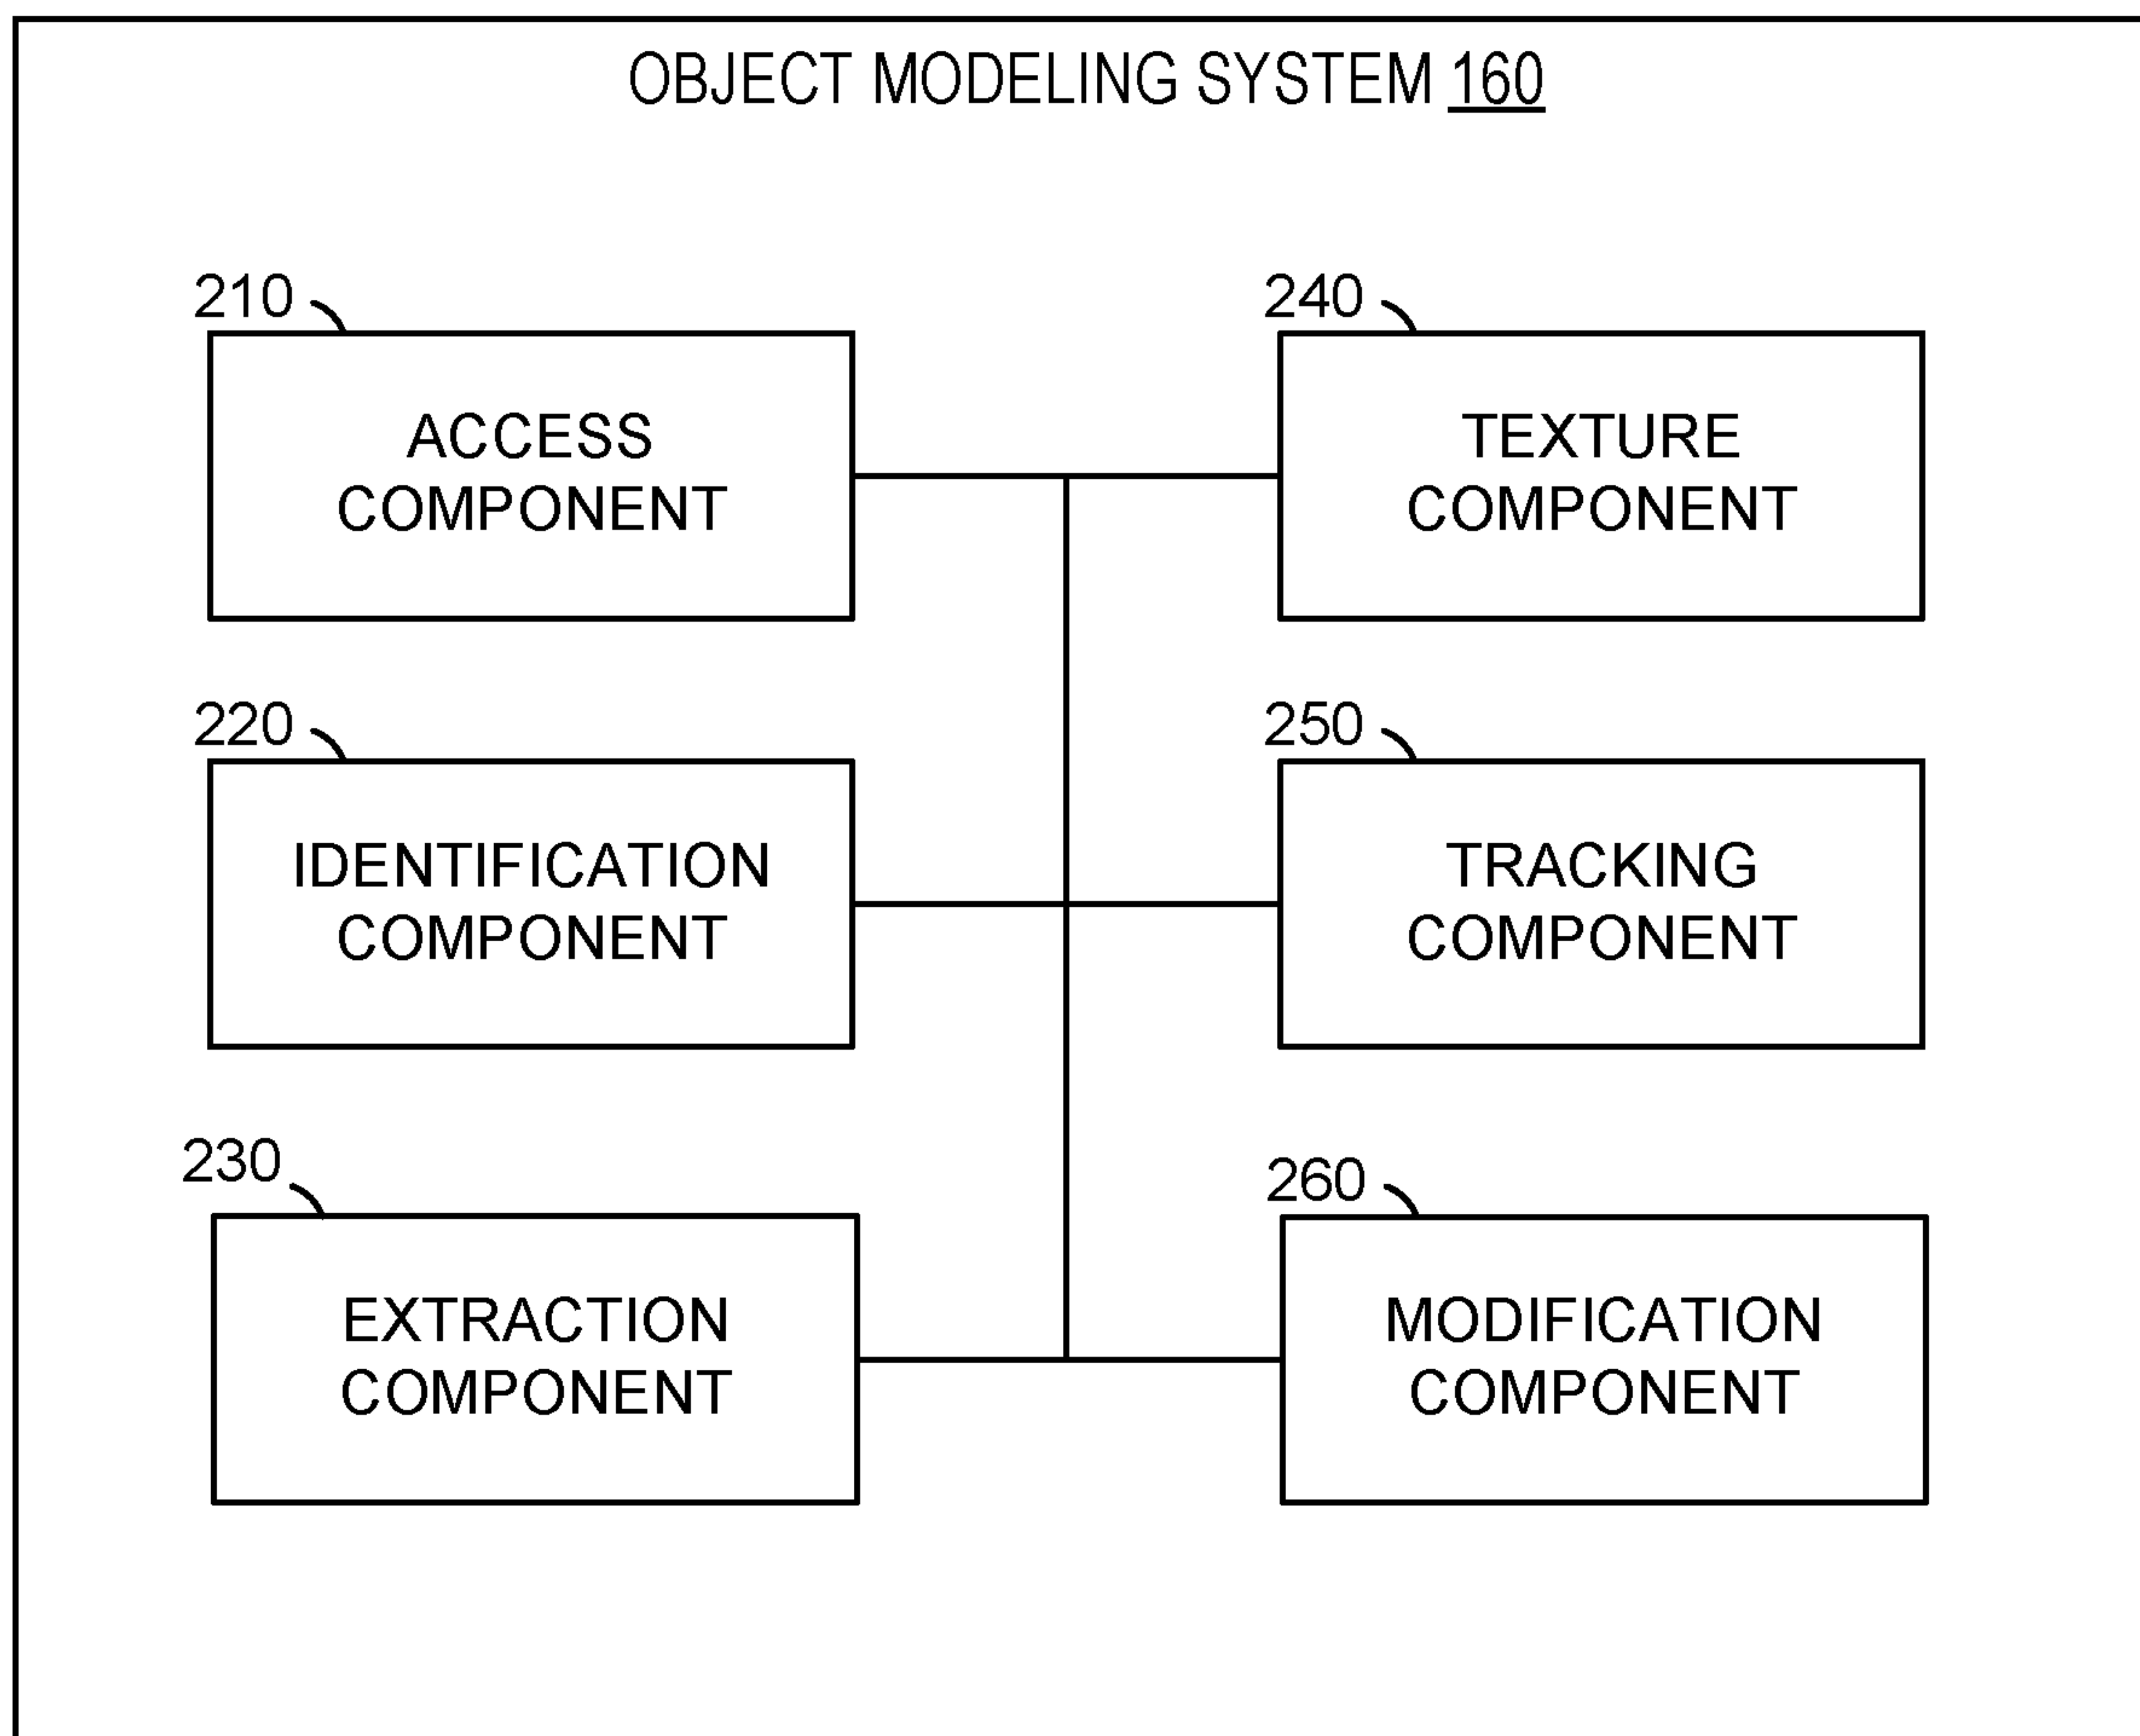 OBJECT MODELING SYSTEM 160
210
ACCESS
COMPONENT
240
TEXTURE
COMPONENT
220
IDENTIFICATION
COMPONENT
250
TRACKING
COMPONENT
230
EXTRACTION
COMPONENT
260
MODIFICATION
COMPONENT